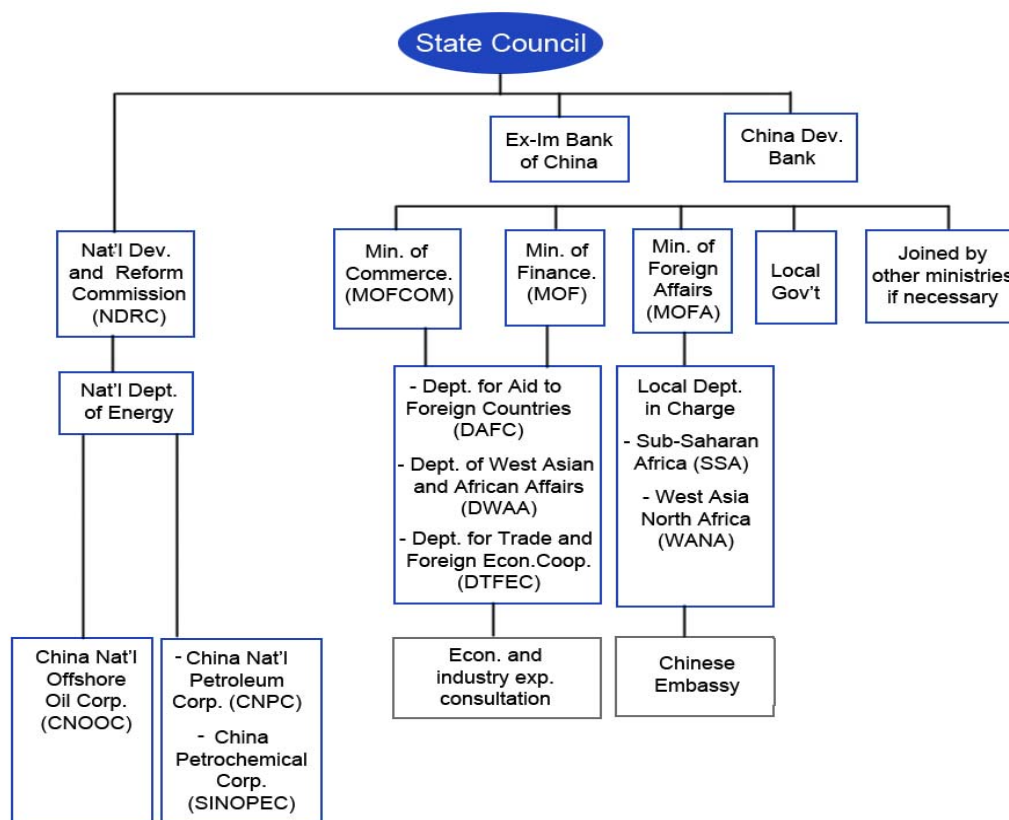 State Council
Ex-Im Bank
of China
China Dev.
Bank
Nat'l Dev.
and Reform
Commission
(NDRC)
Min. of
Commerce.
(MOFCOM)
Min. of
Finance.
(MOF)
Min. of
Foreign
Affairs
(MOFA)
Local
Gov't
Joined by
other ministries
if necessary
Nat'l Dept.
of Energy
- Dept. for Aid to
Foreign Countries
(DAFC)
- Dept. of West Asian
and African Affairs
(DWAA)
- Dept. for Trade and
Foreign Econ.Coop.
(DTFEC)
Local Dept.
in Charge
- Sub-Saharan
Africa (SSA)
- West Asia
North Africa
(WANA)
China Nat'l
Offshore
Oil Corp.
(CNOOC)
- China Nat'l
Petroleum
Corp. (CNPC)
- China
Petrochemical
Corp.
(SINOPEC)
Econ. and
industry exp.
consultation
Chinese
Embassy